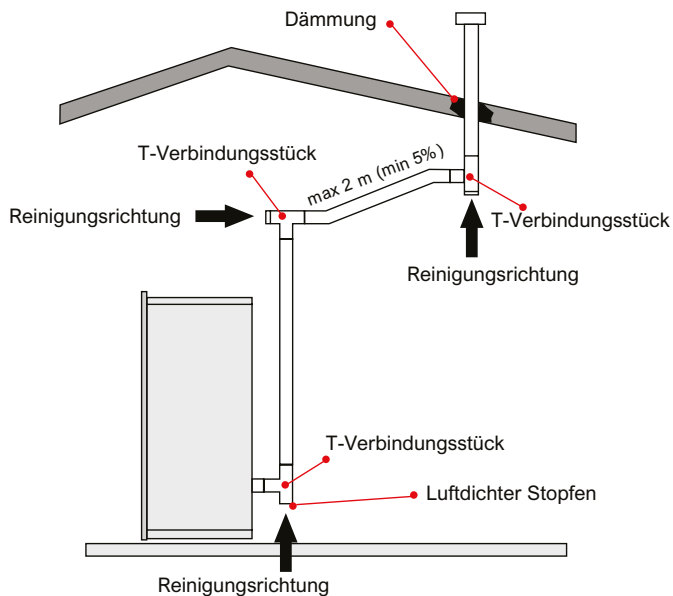 Dämmung
T-Verbindungsstück
max 2 m (min 5%)
Reinigungsrichtung
T-Verbindungsstück
Reinigungsrichtung
T-Verbindungsstück
Luftdichter Stopfen
Reinigungsrichtung